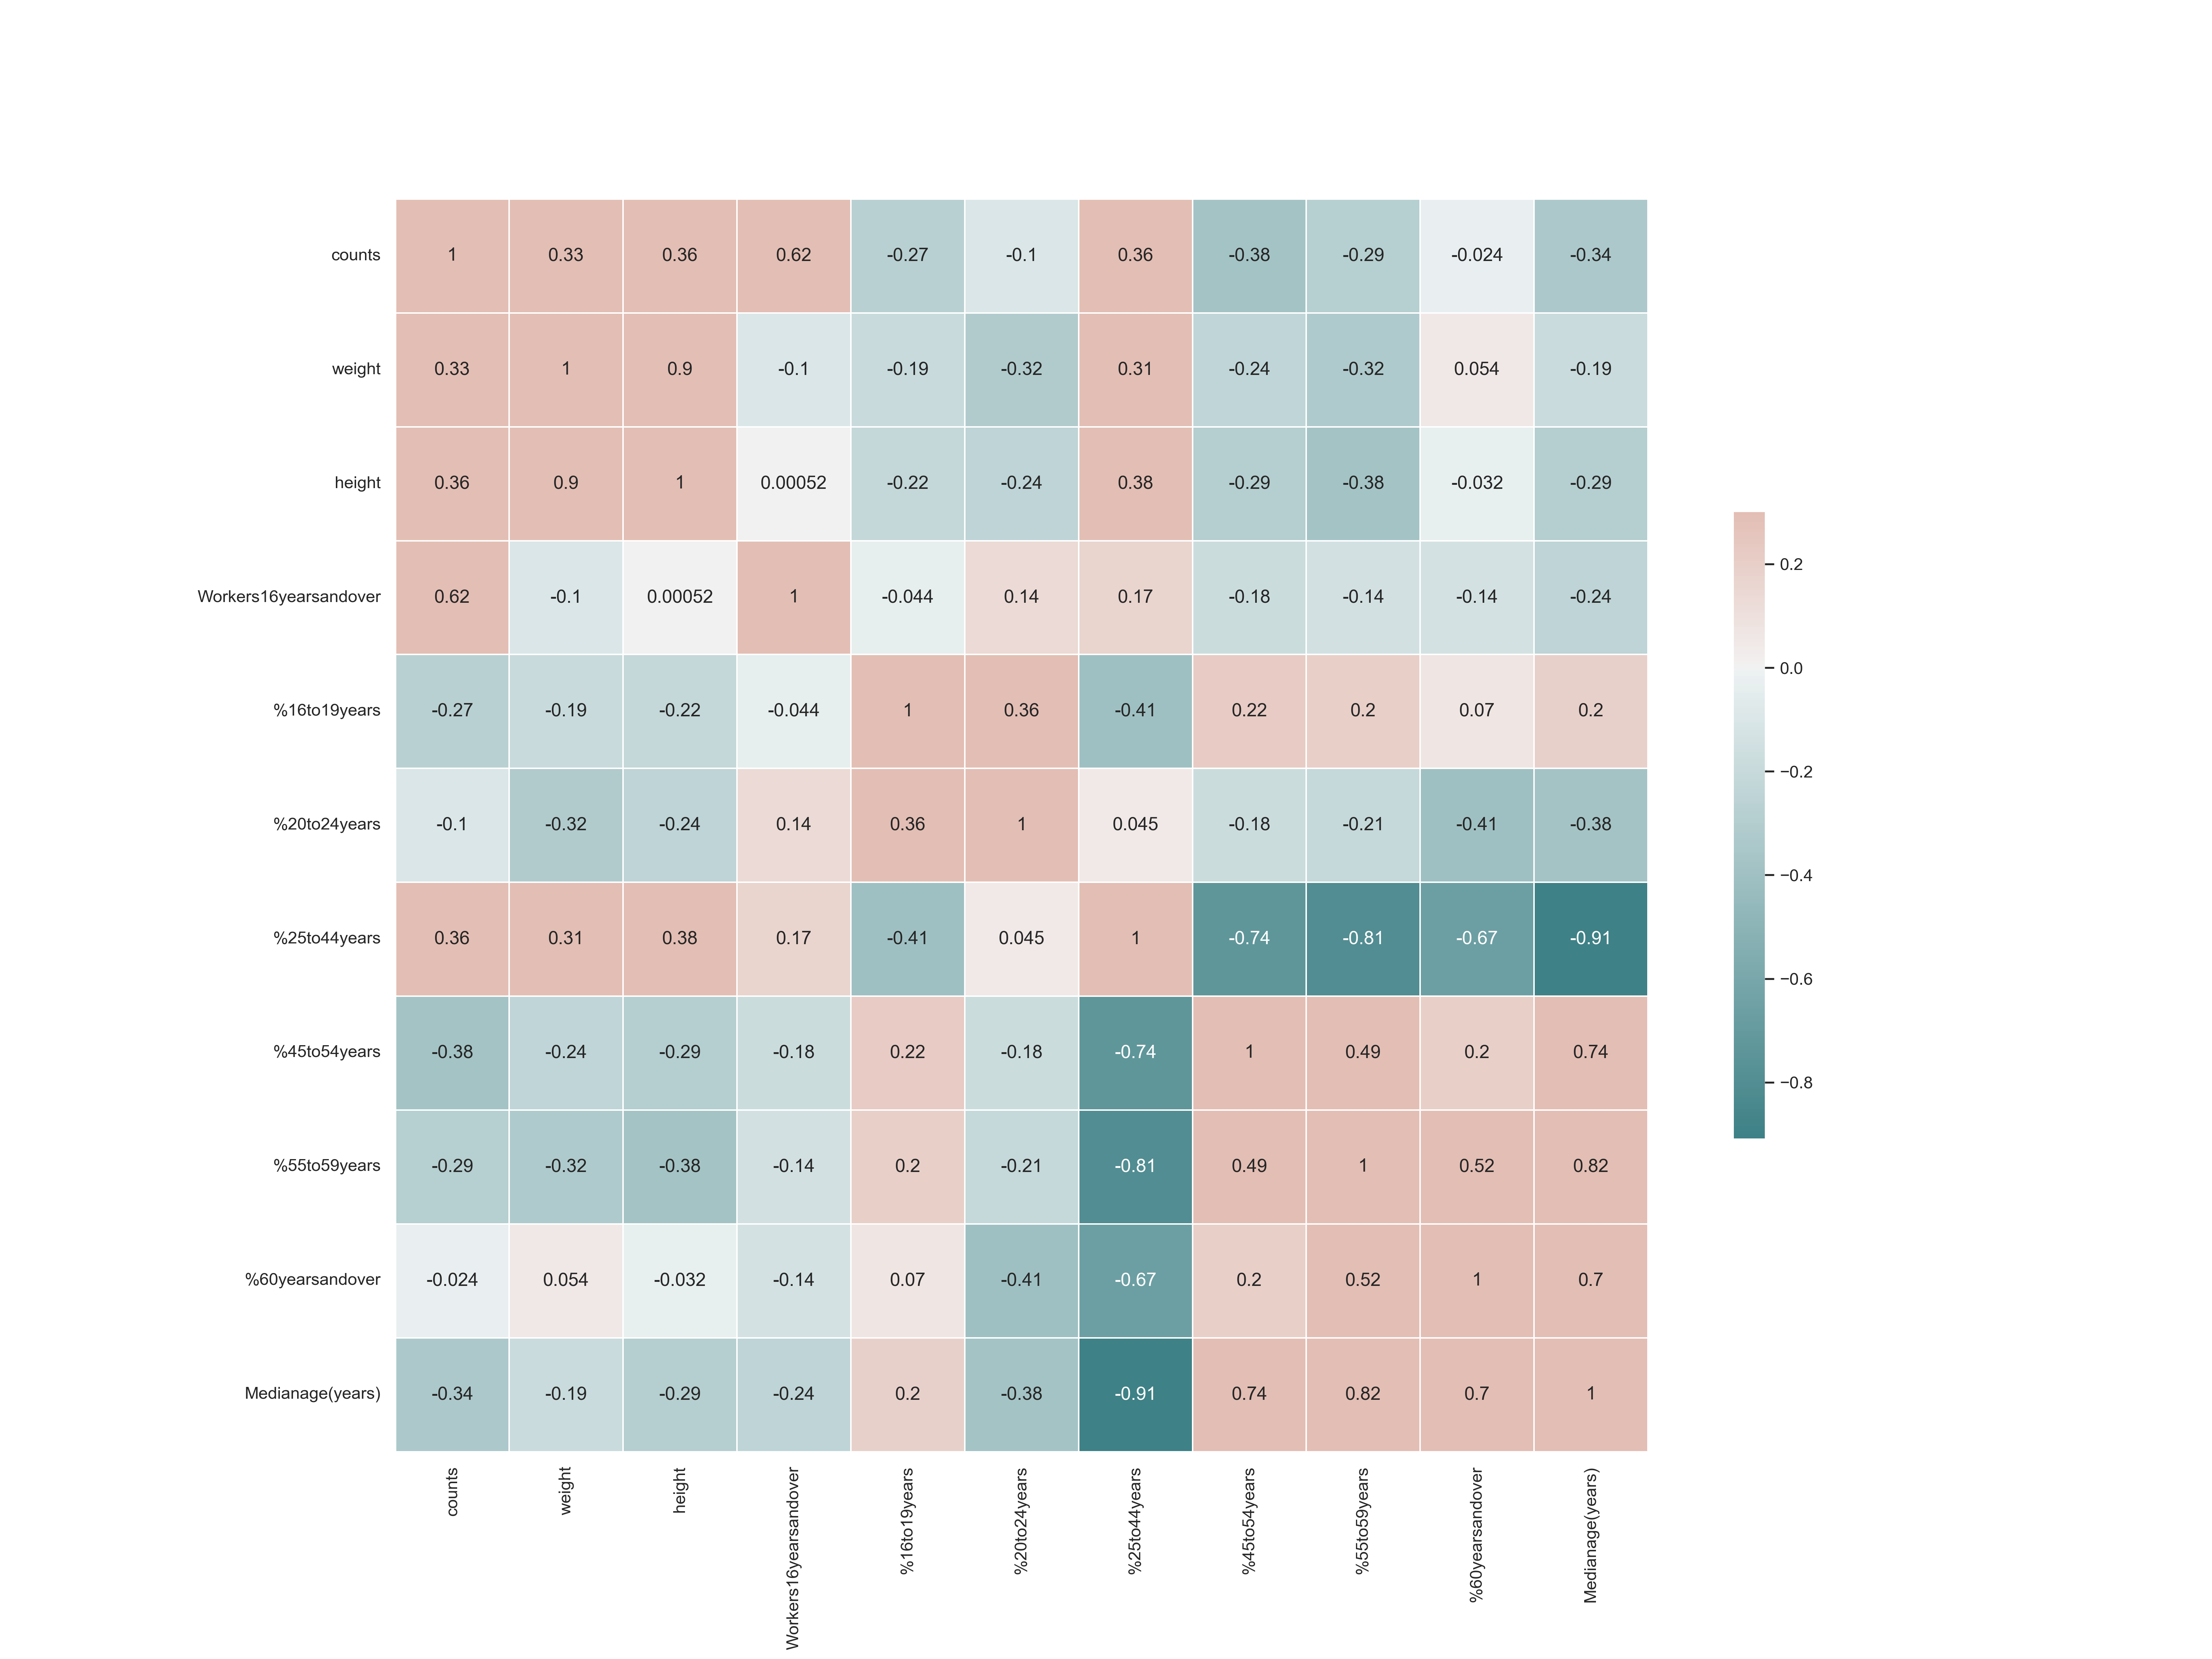 counts 1 0.33 0.36 0.62 -0.27 -0.1 0.36 -0.38 -0.29 -0.024 -0.34
weight 0.33 1 0.9 -0.1 -0.19 -0.32 0.31 -0.24 -0.32 0.054 -0.19
height 0.36 0.9 1 0.00052 -0.22 -0.24 0.38 -0.29 -0.38 -0.032 -0.29
Workers16yearsandover 0.62 -0.1 0.00052 1 -0.044 0.14 0.17 -0.18 -0.14 -0.14 -0.24
%16to19years -0.27 -0.19 -0.22 -0.044 1 0.36 -0.41 0.22 0.2 0.07 0.2
%20to24years -0.1 -0.32 -0.24 0.14 0.36 1 0.045 -0.18 -0.21 -0.41 -0.38
%25to44years 0.36 0.31 0.38 0.17 -0.41 0.045 1 -0.74 -0.81 -0.67 -0.91
%45to54years -0.38 -0.24 -0.29 -0.18 0.22 -0.18 -0.74 1 0.49 0.2 0.74
%55to59years -0.29 -0.32 -0.38 -0.14 0.2 -0.21 -0.81 0.49 1 0.52 0.82
%60yearsandover -0.024 0.054 -0.032 -0.14 0.07 -0.41 -0.67 0.2 0.52 1 0.7
Medianage(years) -0.34 -0.19 -0.29 -0.24 0.2 -0.38 -0.91 0.74 0.82 0.7 1
counts
weight
height
Workers16yearsandover
%16to19years
%20to24years
%25to44years
%45to54years
%55to59years
%60yearsandover
Medianage(years)
0.2
0.0
−0.2
−0.4
−0.6
−0.8